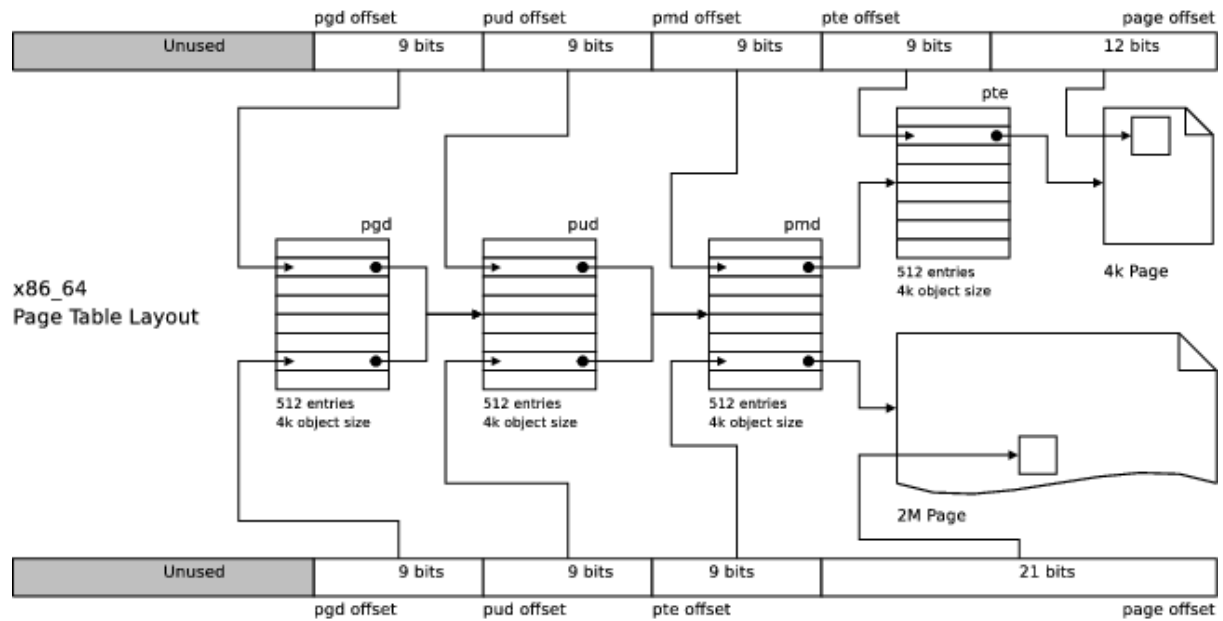 pgd offset pud offset pmd offset pte offset page offset
Unused 9 bits 9 bits 9 bits 9 bits 12 bits
pte
pgd pud pmd
512 entries
4k object size
4k Page
x86_64
Page Table Layout
512 entries
4k object size
512 entries
4k object size
512 entries
4k object size
2M Page
Unused 9 bits 9 bits 9 bits 21 bits
pgd offset pud offset pte offset page offset